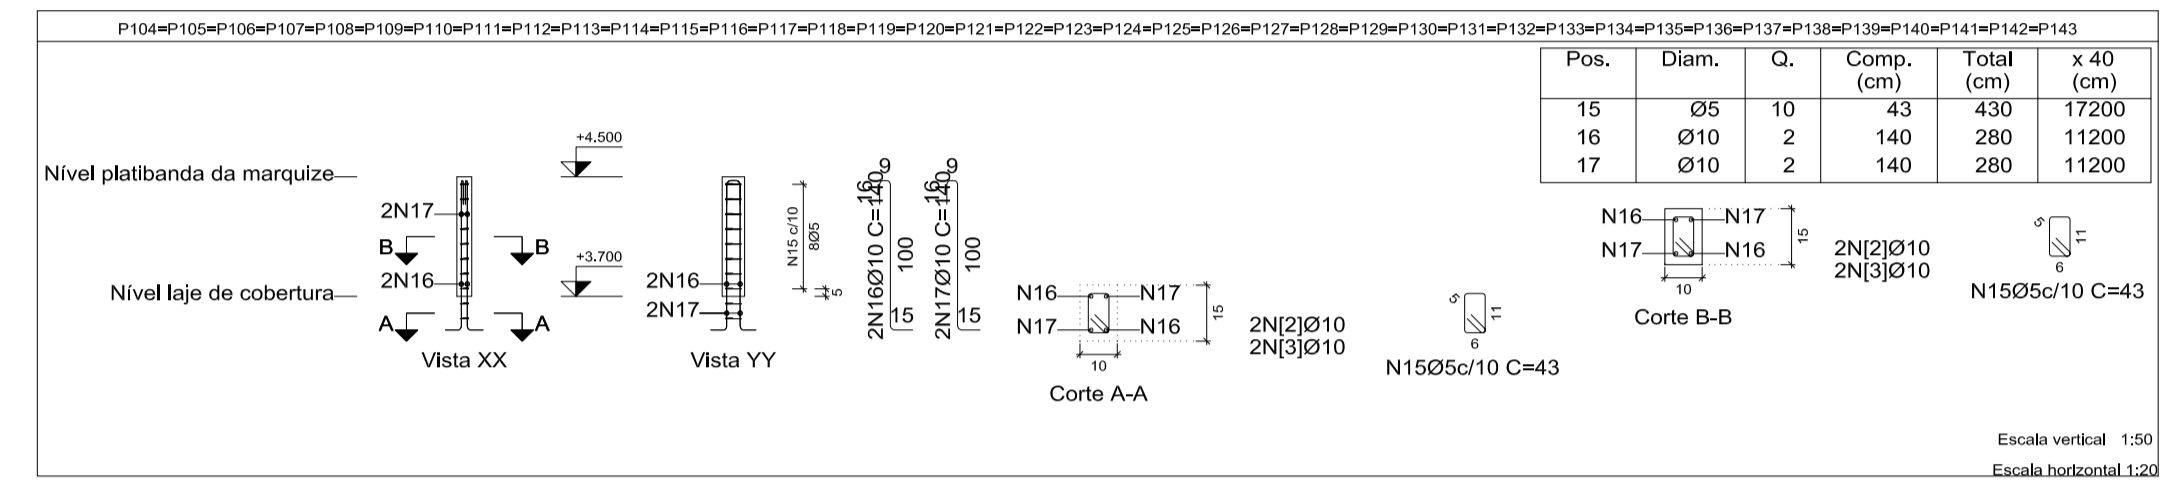 P104=P105=P106=P107=P108=P109=P110=P111=P112=P113=P114=P115=P116=P117=P118=P119=P120=P121=P122=P123=P124=P125=P126=P127=P128=P129=P130=P131=P132=P133=P134=P135=P136=P137=P138=P139=P140=P141=P142=P143
Pos. Diam. Q. Comp. (cm) Total (cm) x 40 (cm)
15 Ø5 10 43 430 17200
16 Ø10 2 140 280 11200
17 Ø10 2 140 280 11200
Nível platibanda da marquize
Nível laje de cobertura
2N17
B B
2N16
A A
Vista XX
+4.500
+3.700
2N16
2N17
Vista YY
N15 c/10
8Ø5
5
2N16Ø10 C=140
16
9
100
15
2N17Ø10 C=140
16
9
100
15
N16 N17
N17 N16
15
10
Corte A-A
2N[2]Ø10
2N[3]Ø10
5
11
6
N15Ø5c/10 C=43
N16 N17
N17 N16
15
10
Corte B-B
2N[2]Ø10
2N[3]Ø10
5
11
6
N15Ø5c/10 C=43
Escala vertical 1:50
Escala horizontal 1:20